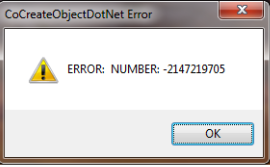 CoCreateObjectDotNet Error
ERROR:  NUMBER: -2147219705
OK